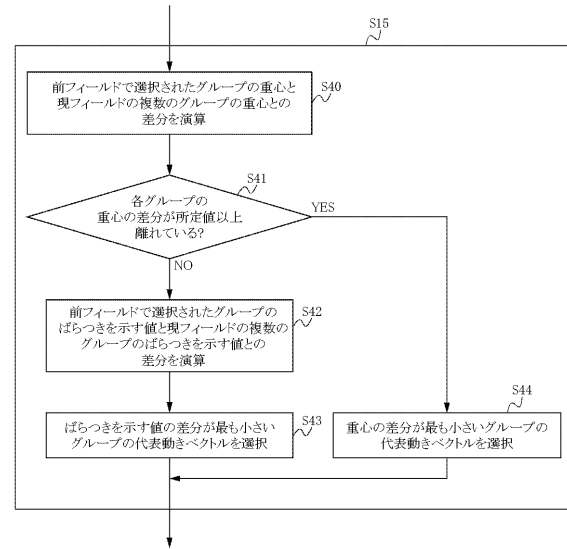 S15
前フィールドで選択されたグループの重心と
現フィールドの複数のグループの重心との
差分を演算
S40
S41
各グループの
重心の差分が所定値以上
離れている?
YES
NO
前フィールドで選択されたグループの
ばらつきを示す値と現フィールドの複数の
グループのばらつきを示す値との
差分を演算
S42
ばらつきを示す値の差分が最も小さい
グループの代表動きベクトルを選択
S43
重心の差分が最も小さいグループの
代表動きベクトルを選択
S44